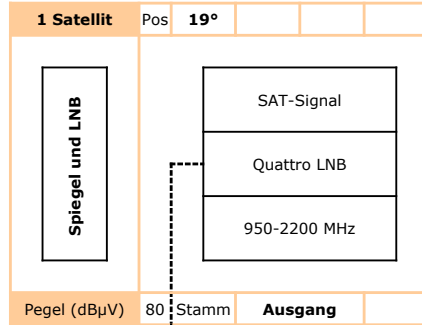 1 Satellit Pos 19°
Spiegel und LNB
SAT-Signal
Quattro LNB
950-2200 MHz
Pegel (dBµV) 80 Stamm Ausgang